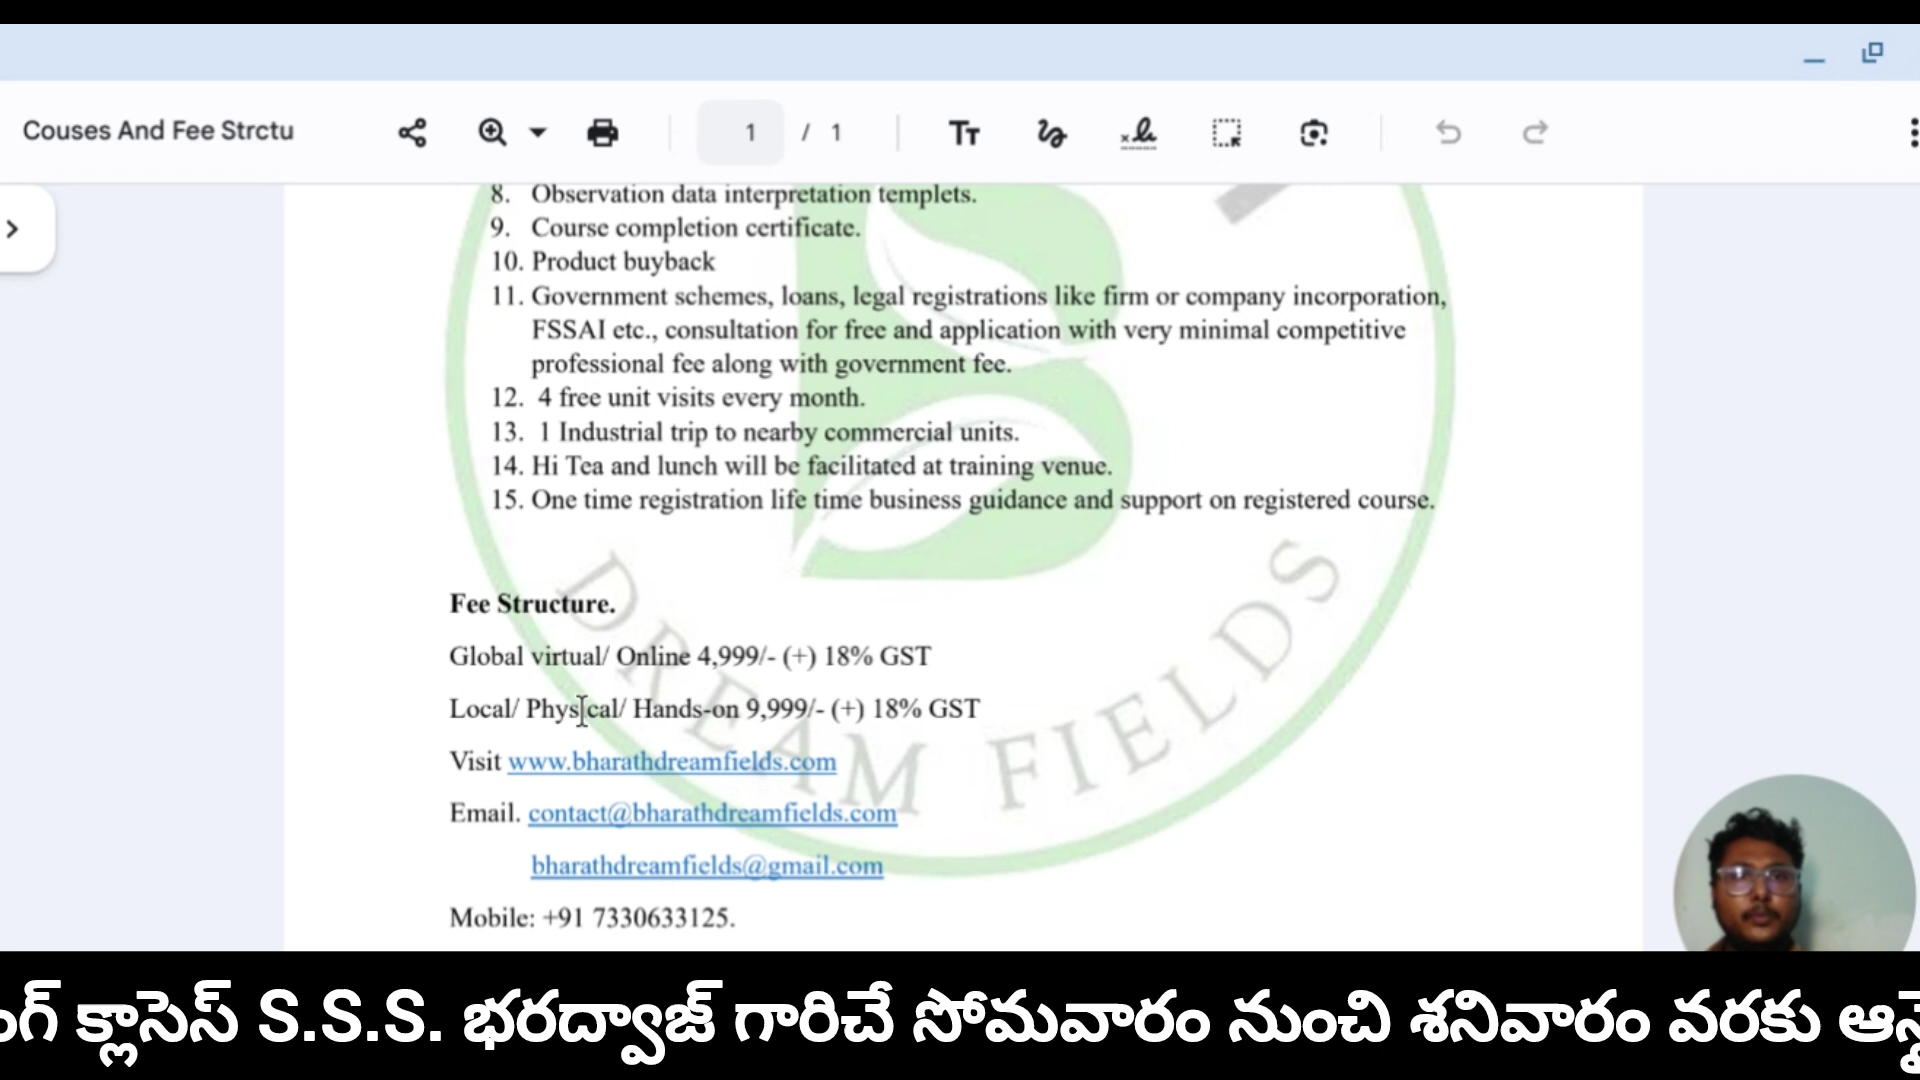 Couses And Fee Strctu
1 / 1
8. Observation data interpretation templets.
9. Course completion certificate.
10. Product buyback
11. Government schemes, loans, legal registrations like firm or company incorporation,
FSSAI etc., consultation for free and application with very minimal competitive
professional fee along with government fee.
12. 4 free unit visits every month.
13. 1 Industrial trip to nearby commercial units.
14. Hi Tea and lunch will be facilitated at training venue.
15. One time registration life time business guidance and support on registered course.
DREAM FIELDS
Fee Structure.
Global virtual/ Online 4,999/- (+) 18% GST
Local/ Physical/ Hands-on 9,999/- (+) 18% GST
Visit www.bharathdreamfields.com
Email. contact@bharathdreamfields.com
bharathdreamfields@gmail.com
Mobile: +91 7330633125.
క్లాసెస్ S.S.S. భరద్వాజ్ గారిచే సోమవారం నుంచి శనివారం వరకు